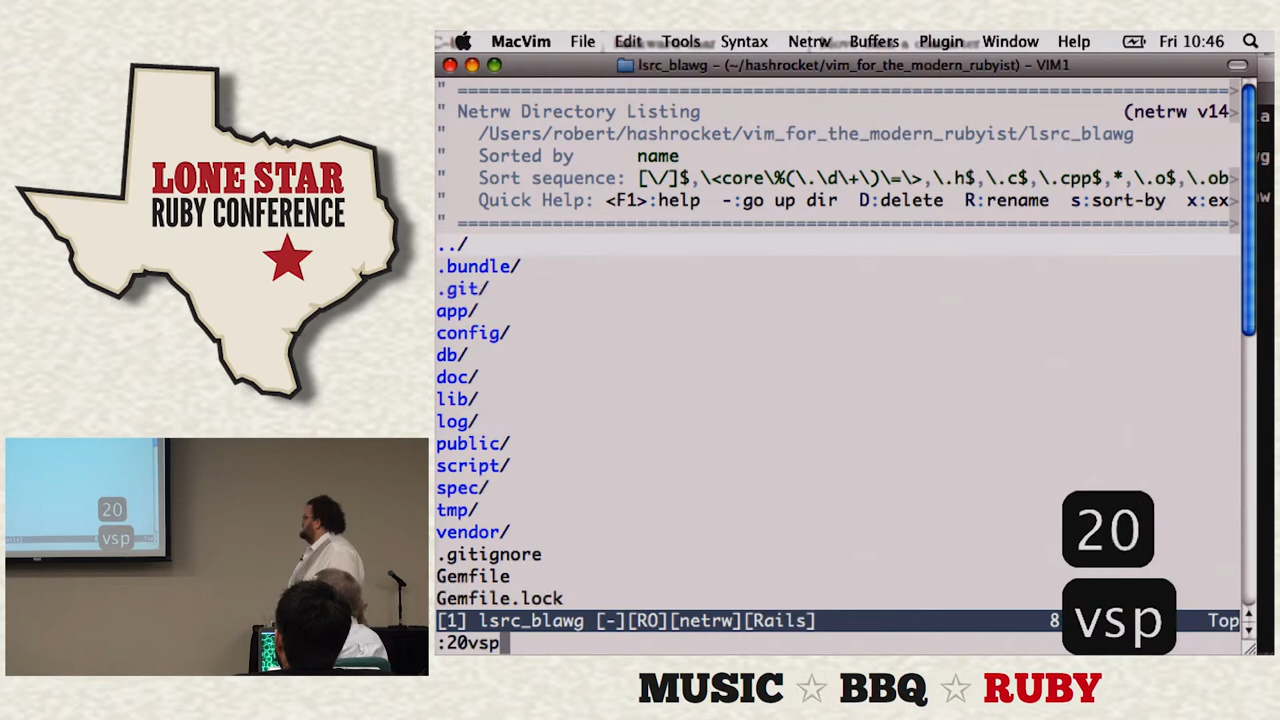 LONE STAR
RUBY CONFERENCE
MacVim File Edit Tools Syntax Netrw Buffers Plugin Window Help Fri 10:46
lsrc_blawg – (~/hashrocket/vim_for_the_modern_rubyist) – VIM1
" ============================================================================>
" Netrw Directory Listing (netrw v14>
" /Users/robert/hashrocket/vim_for_the_modern_rubyist/lsrc_blawg
" Sorted by name
" Sort sequence: [\/]$,\<core\%(\.\d\+\)\=\>,\.h$,\.c$,\.cpp$,*,\.o$,\.ob>
" Quick Help: <F1>:help -:go up dir D:delete R:rename s:sort-by x:ex>
" ============================================================================>
../
.bundle/
.git/
app/
config/
db/
doc/
lib/
log/
public/
script/
spec/
tmp/
vendor/
.gitignore
Gemfile
Gemfile.lock
[1] lsrc_blawg [-][RO][netrw][Rails] 8 Top
:20vsp
20
vsp
20
vsp
MUSIC ☆ BBQ ☆ RUBY